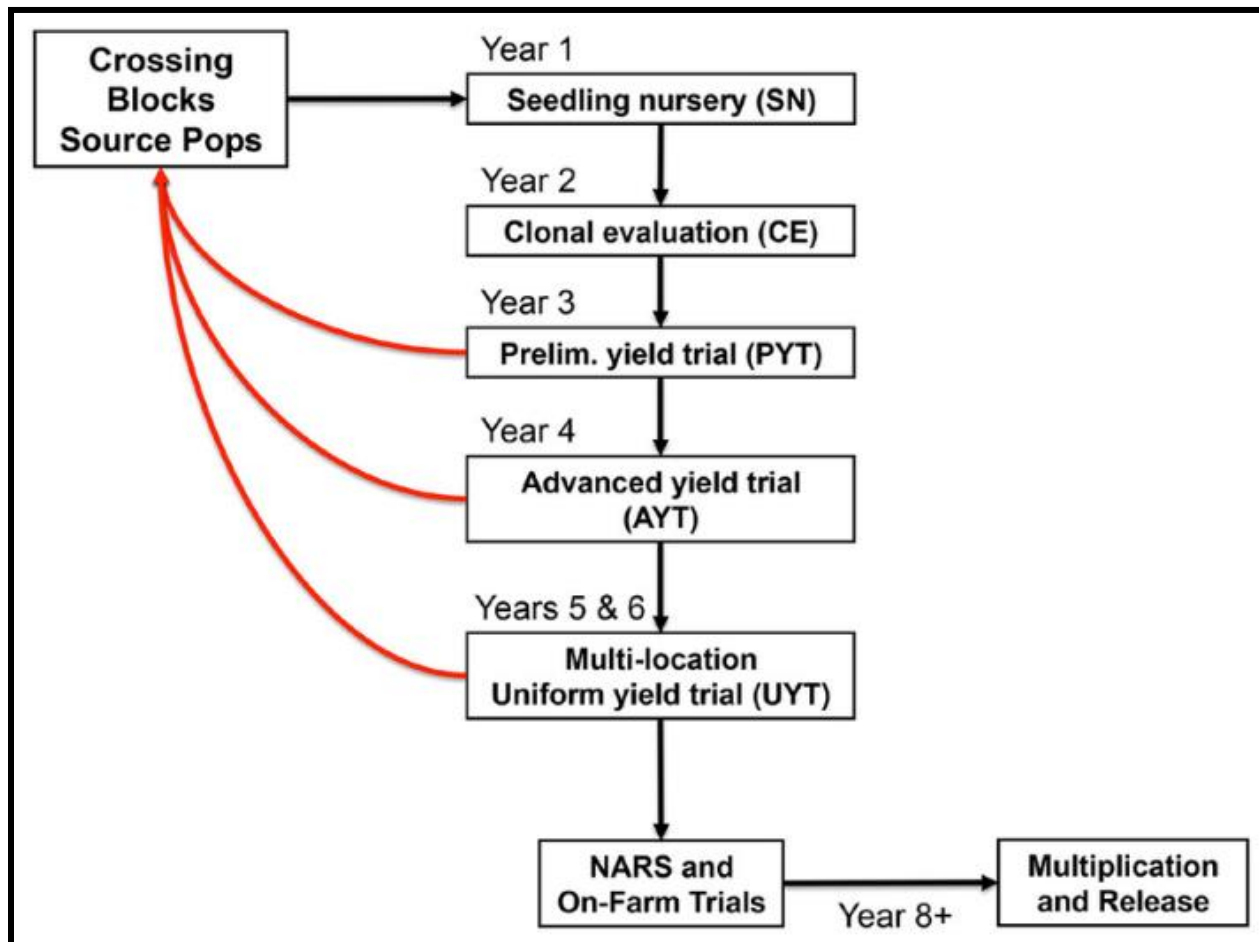 Crossing
Blocks
Source Pops
Year 1
Seedling nursery (SN)
Year 2
Clonal evaluation (CE)
Year 3
Prelim. yield trial (PYT)
Year 4
Advanced yield trial
(AYT)
Years 5 & 6
Multi-location
Uniform yield trial (UYT)
NARS and
On-Farm Trials
Year 8+
Multiplication
and Release